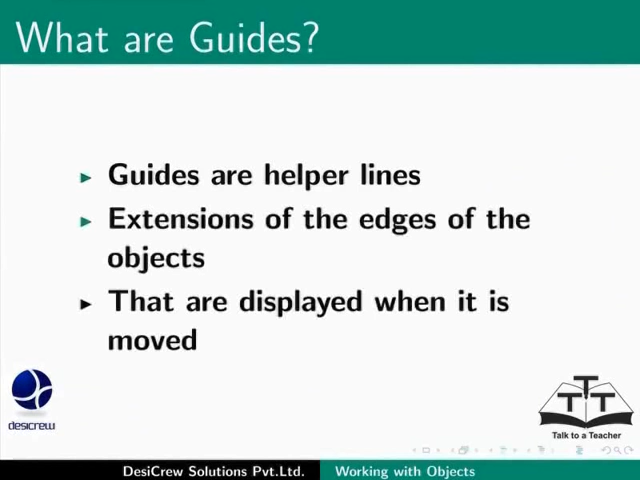 What are Guides?
Guides are helper lines
Extensions of the edges of the
objects
That are displayed when it is
moved
desicrew
TTT
Talk to a Teacher
DesiCrew Solutions Pvt.Ltd. Working with Objects